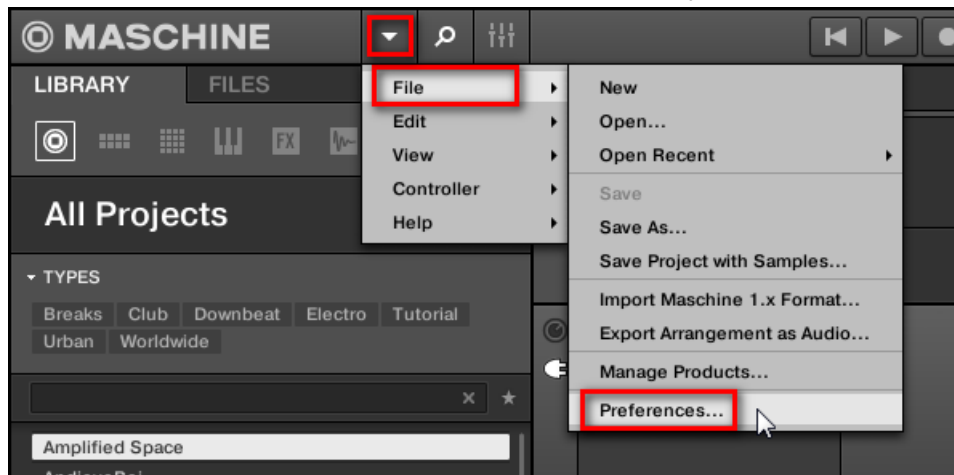 MASCHINE
LIBRARY FILES
File
Edit
View
Controller
Help
New
Open...
Open Recent
Save
Save As...
Save Project with Samples...
Import Maschine 1.x Format...
Export Arrangement as Audio...
Manage Products...
Preferences...
FX
All Projects
TYPES
Breaks Club Downbeat Electro Tutorial
Urban Worldwide
Amplified Space